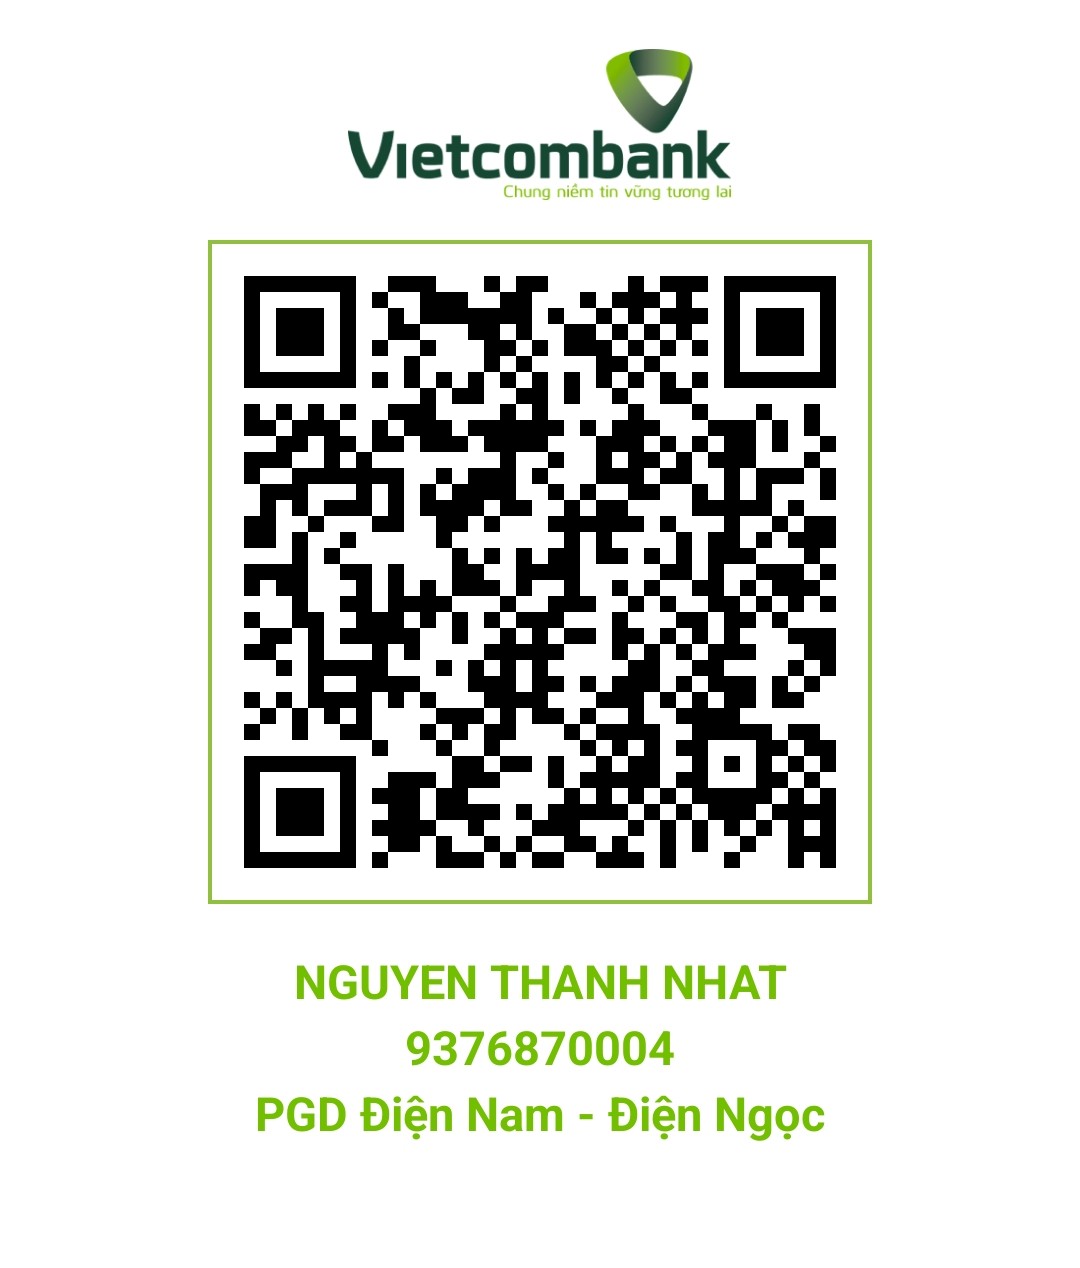 Vietcombank
Chung niềm tin vững tương lai
NGUYEN THANH NHAT
9376870004
PGD Điện Nam - Điện Ngọc